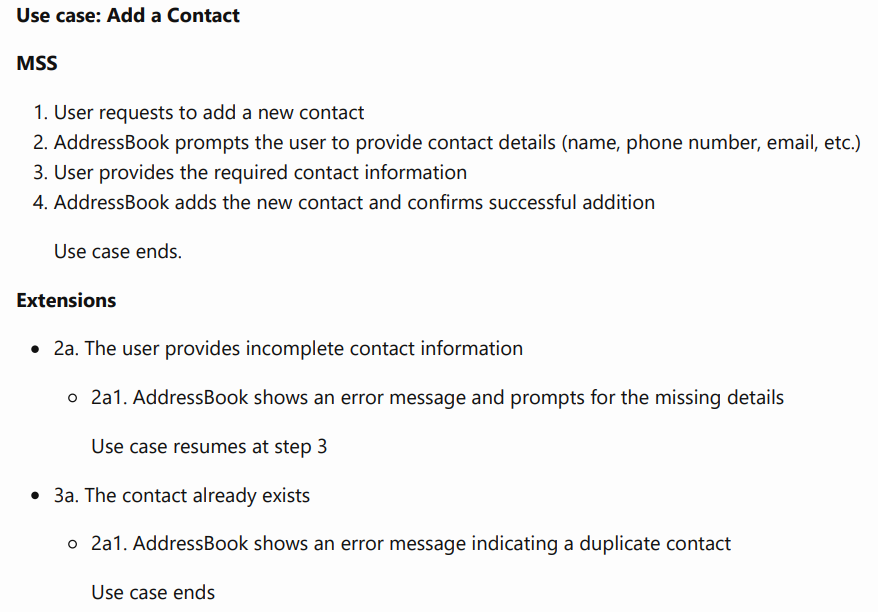 Use case: Add a Contact
MSS
1. User requests to add a new contact
2. AddressBook prompts the user to provide contact details (name, phone number, email, etc.)
3. User provides the required contact information
4. AddressBook adds the new contact and confirms successful addition
Use case ends.
Extensions
• 2a. The user provides incomplete contact information
◦ 2a1. AddressBook shows an error message and prompts for the missing details
Use case resumes at step 3
• 3a. The contact already exists
◦ 2a1. AddressBook shows an error message indicating a duplicate contact
Use case ends